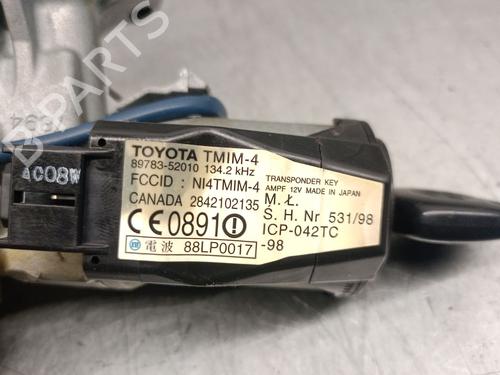 TOYOTA TMIM-4
89783-52010 134.2 kHz
FCCID : NI4TMIM-4
CANADA 2842102135
CE0891
電波 88LP0017
TRANSPONDER KEY
AMPF 12V MADE IN JAPAN
M.Ł.
Ś. H. Nr 531/98
ICP-042TC
-98
AC08W
B-PARTS